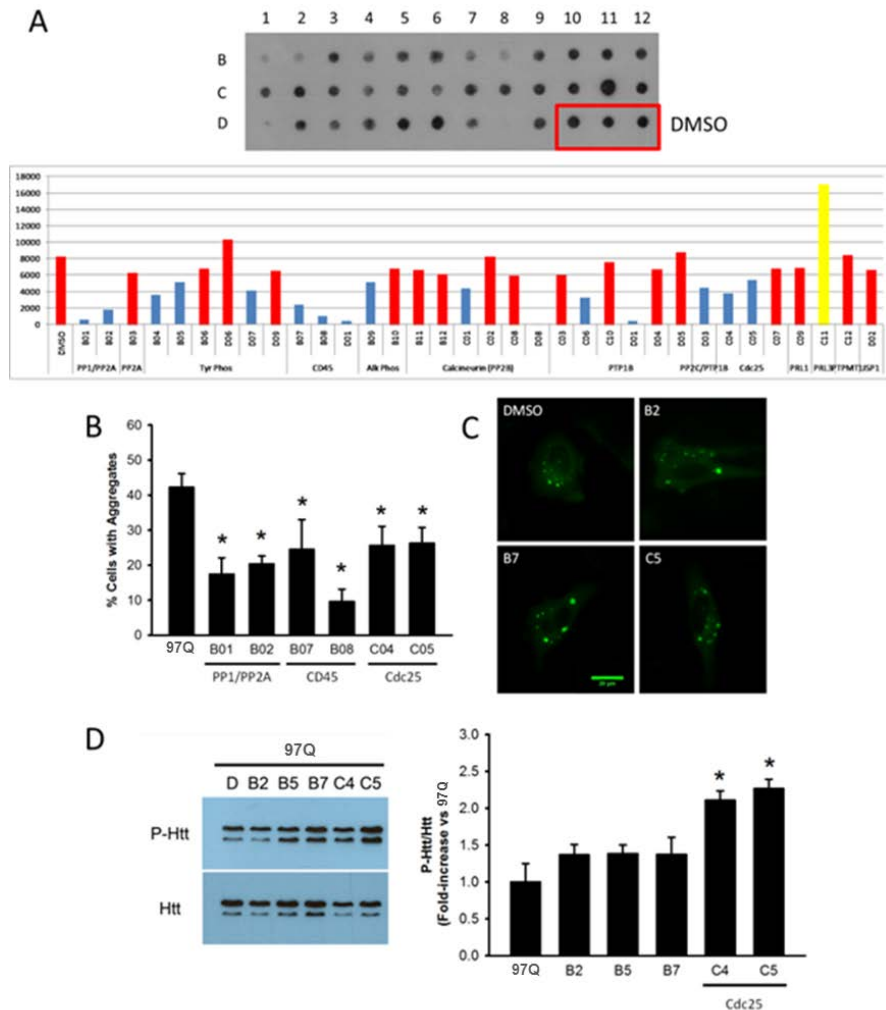 A
1 2 3 4 5 6 7 8 9 10 11 12
B
C
D
DMSO
18000
16000
14000
12000
10000
8000
6000
4000
2000
0
DMSO B01 B02 B03 B04 B05 B06 D06 D07 D09 B07 B08 D01 B09 B10 B11 B12 C01 C02 C08 D08 C03 C06 C10 D01 D04 D05 D03 C04 C05 C07 C09 C11 C12 D02
PP1/PP2A PP2A Tyr Phos CD45 Alk Phos Calcineurin (PP2B) PTP1B PP2C/PTP1B Cdc25 PRL1 PRL3 PTPMT1 USP1
B
% Cells with Aggregates
60
50
40
30
20
10
0
* * * * * *
97Q B01 B02 B07 B08 C04 C05
PP1/PP2A CD45 Cdc25
C
DMSO B2
B7 C5
20 µm
D
97Q
D B2 B5 B7 C4 C5
P-Htt
Htt
P-Htt/Htt
(Fold-increase vs 97Q)
3.0
2.5
2.0
1.5
1.0
0.5
0.0
* *
97Q B2 B5 B7 C4 C5
Cdc25